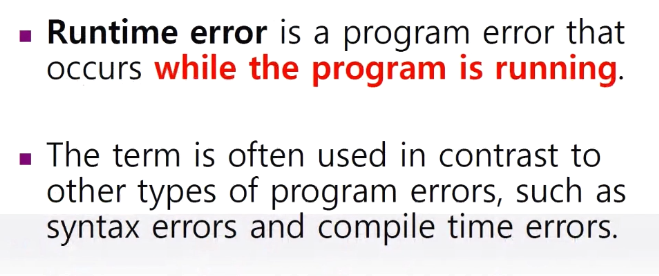 ▪ Runtime error is a program error that
occurs while the program is running.
▪ The term is often used in contrast to
other types of program errors, such as
syntax errors and compile time errors.